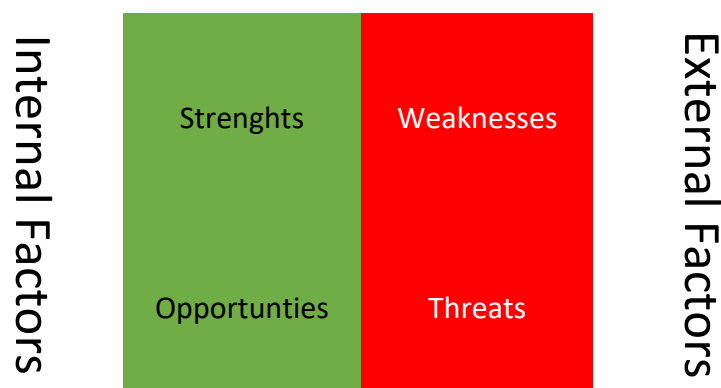 Internal Factors
Strenghts
Weaknesses
Opportunties
Threats
External Factors